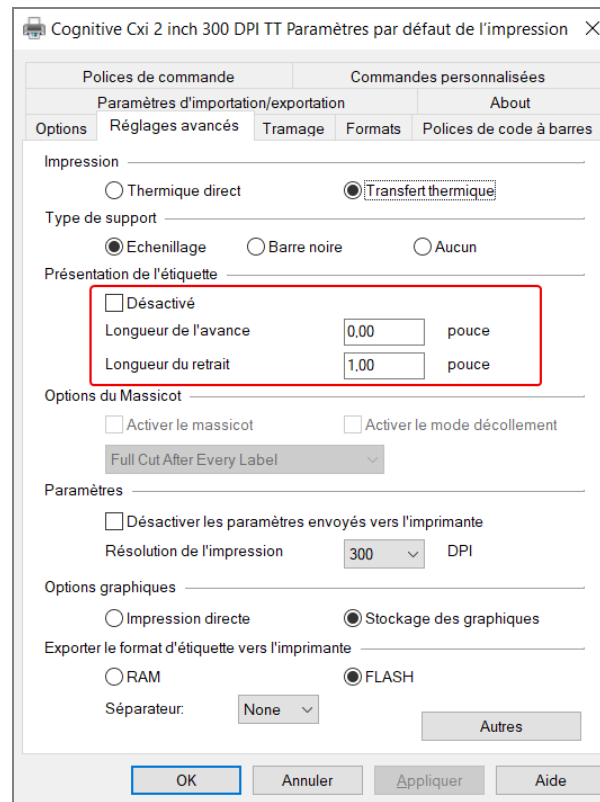 Cognitive Cxi 2 inch 300 DPI TT Paramètres par défaut de l'impression
Polices de commande Commandes personnalisées
Paramètres d'importation/exportation About
Options Réglages avancés Tramage Formats Polices de code à barres
Impression
Thermique direct Transfert thermique
Type de support
Echenillage Barre noire Aucun
Présentation de l'étiquette
Désactivé
Longueur de l'avance 0,00 pouce
Longueur du retrait 1,00 pouce
Options du Massicot
Activer le massicot Activer le mode décollement
Full Cut After Every Label
Paramètres
Désactiver les paramètres envoyés vers l'imprimante
Résolution de l'impression 300 DPI
Options graphiques
Impression directe Stockage des graphiques
Exporter le format d'étiquette vers l'imprimante
RAM FLASH
Séparateur: None
Autres
OK Annuler Appliquer Aide